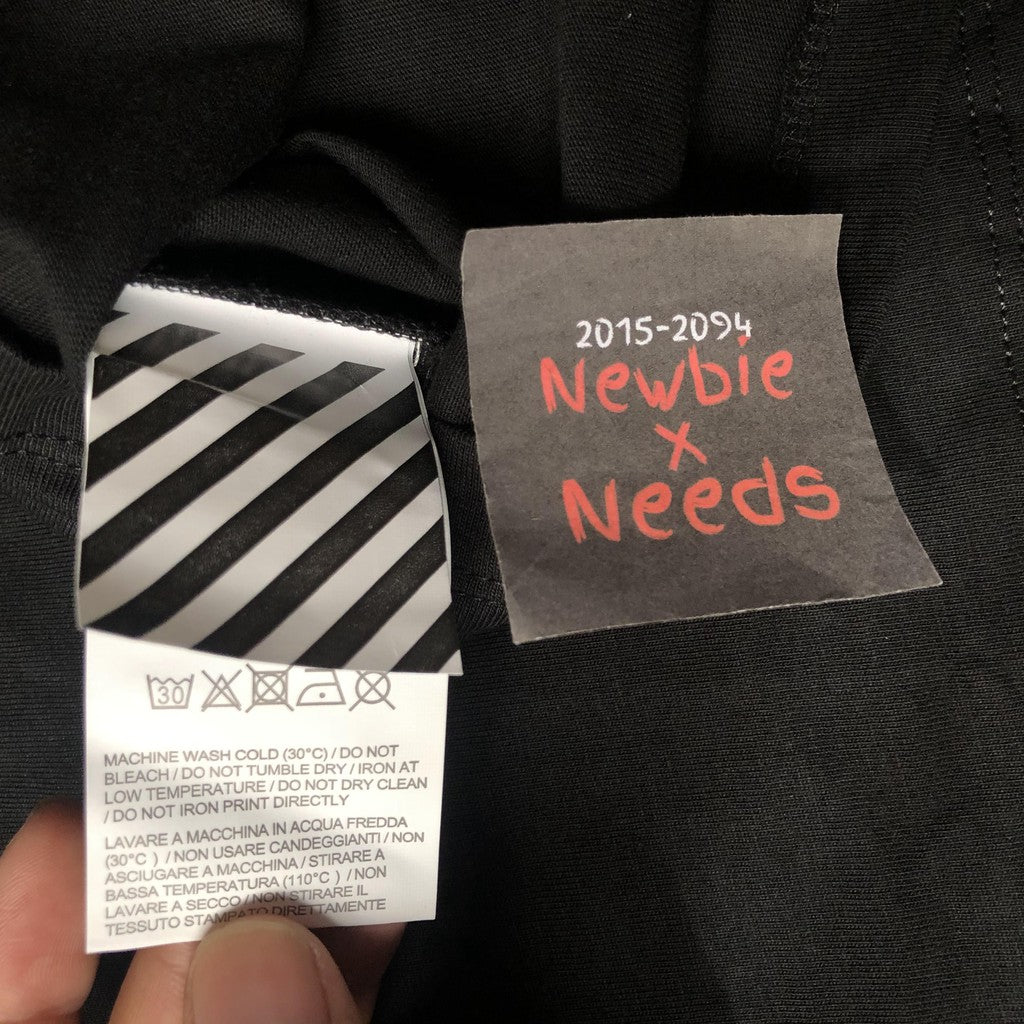 2015-2094
Newbie
x
Needs
30
MACHINE WASH COLD (30°C) / DO NOT
BLEACH / DO NOT TUMBLE DRY / IRON AT
LOW TEMPERATURE / DO NOT DRY CLEAN
/ DO NOT IRON PRINT DIRECTLY
LAVARE A MACCHINA IN ACQUA FREDDA
(30°C ) / NON USARE CANDEGGIANTI / NON
ASCIUGARE A MACCHINA / STIRARE A
BASSA TEMPERATURA (110°C ) / NON
LAVARE A SECCO / NON STIRARE IL
TESSUTO STAMPATO DIRETTAMENTE